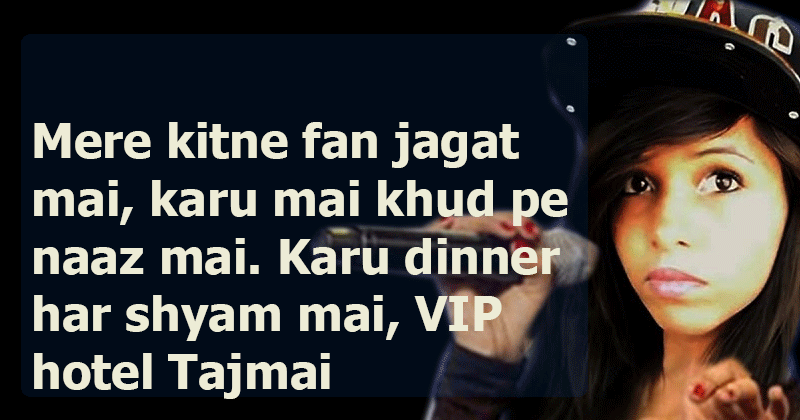 Mere kitne fan jagat
mai, karu mai khud pe
naaz mai. Karu dinner
har shyam mai, VIP
hotel Tajmai